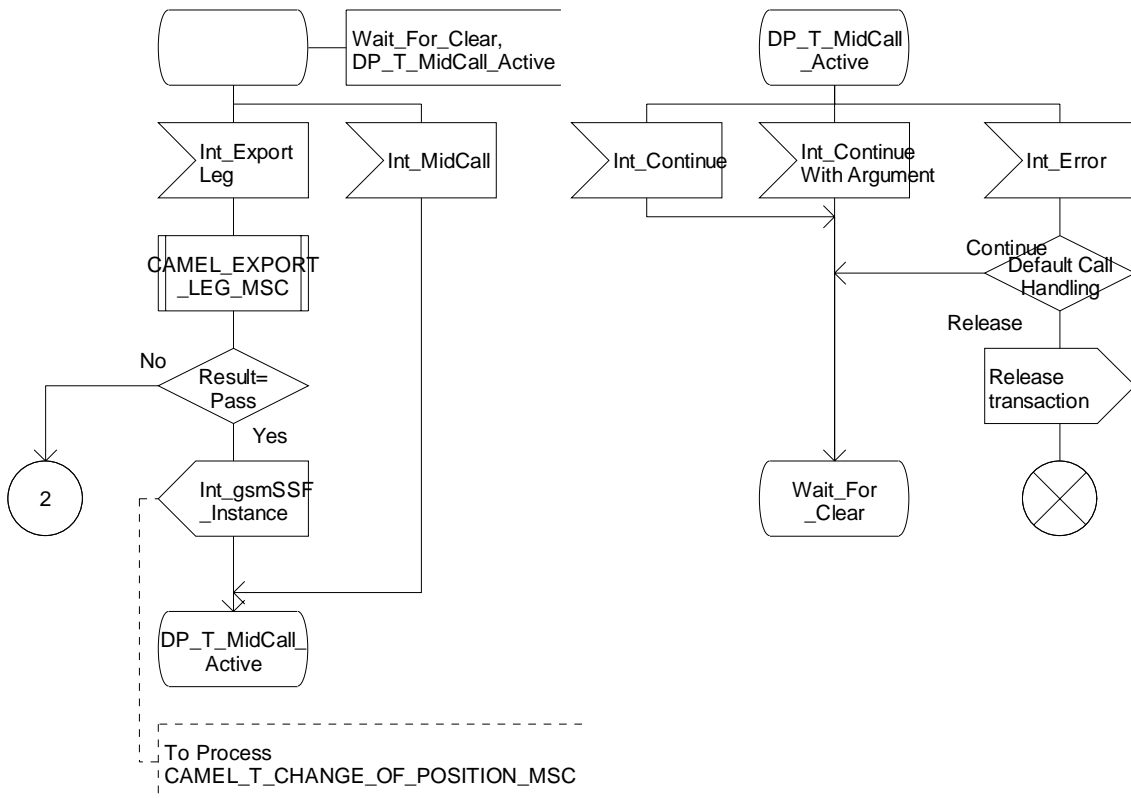 Wait_For_Clear,
DP_T_MidCall_Active
Int_Export
Leg
Int_MidCall
CAMEL_EXPORT
_LEG_MSC
No
Result=
Pass
Yes
2
Int_gsmSSF
_Instance
DP_T_MidCall_
Active
To Process
CAMEL_T_CHANGE_OF_POSITION_MSC
DP_T_MidCall
_Active
Int_Continue
Int_Continue
With Argument
Int_Error
Continue
Default Call
Handling
Release
Release
transaction
Wait_For
_Clear